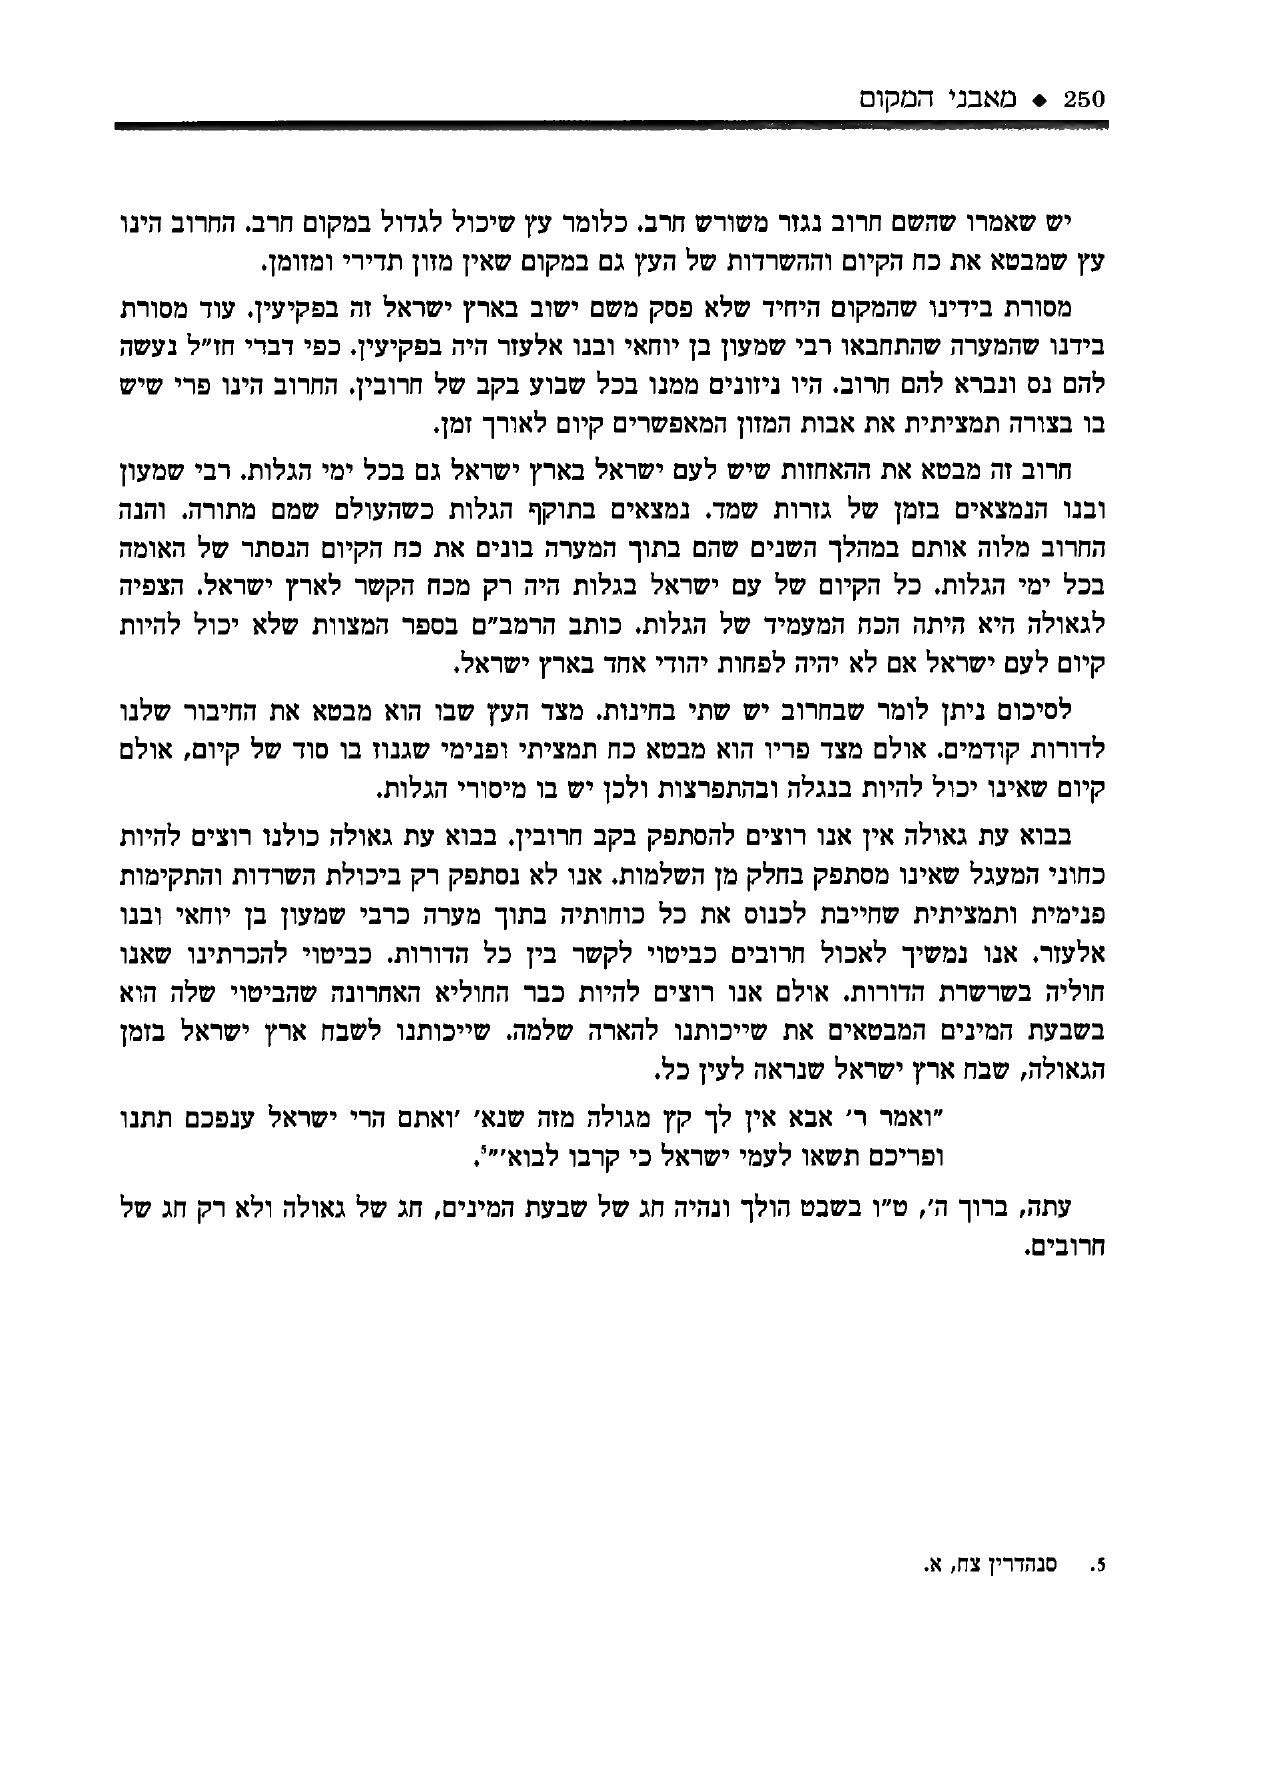 250 ◆ מאבני המקום
יש שאמרו שהשם חרוב נגזר משורש חרב. כלומר עץ שיכול לגדול במקום חרב. החרוב הינו
עץ שמבטא את כח הקיום וההשרדות של העץ גם במקום שאין מזון תדירי ומזומן.
מסורת בידינו שהמקום היחיד שלא פסק משם ישוב בארץ ישראל זה בפקיעין. עוד מסורת
בידנו שהמערה שהתחבאו רבי שמעון בן יוחאי ובנו אלעזר היה בפקיעין. כפי דברי חז״ל נעשה
להם נס ונברא להם חרוב. היו ניזונים ממנו בכל שבוע בקב של חרובין. החרוב הינו פרי שיש
בו בצורה תמציתית את אבות המזון המאפשרים קיום לאורך זמן.
חרוב זה מבטא את ההאחזות שיש לעם ישראל בארץ ישראל גם בכל ימי הגלות. רבי שמעון
ובנו הנמצאים בזמן של גזרות שמד. נמצאים בתוקף הגלות כשהעולם שמם מתורה. והנה
החרוב מלוה אותם במהלך השנים שהם בתוך המערה בונים את כח הקיום הנסתר של האומה
בכל ימי הגלות. כל הקיום של עם ישראל בגלות היה רק מכח הקשר לארץ ישראל. הצפיה
לגאולה היא היתה הכח המעמיד של הגלות. כותב הרמב״ם בספר המצוות שלא יכול להיות
קיום לעם ישראל אם לא יהיה לפחות יהודי אחד בארץ ישראל.
לסיכום ניתן לומר שבחרוב יש שתי בחינות. מצד העץ שבו הוא מבטא את החיבור שלנו
לדורות קודמים. אולם מצד פריו הוא מבטא כח תמציתי ופנימי שגנוז בו סוד של קיום, אולם
קיום שאינו יכול להיות בנגלה ובהתפרצות ולכן יש בו מיסורי הגלות.
בבוא עת גאולה אין אנו רוצים להסתפק בקב חרובין. בבוא עת גאולה כולנו רוצים להיות
כחוני המעגל שאינו מסתפק בחלק מן השלמות. אנו לא נסתפק רק ביכולת השרדות והתקימות
פנימית ותמציתית שחייבת לכנוס את כל כוחותיה בתוך מערה כרבי שמעון בן יוחאי ובנו
אלעזר. אנו נמשיך לאכול חרובים כביטוי לקשר בין כל הדורות. כביטוי להכרתינו שאנו
חוליה בשרשרת הדורות. אולם אנו רוצים להיות כבר החוליא האחרונה שהביטוי שלה הוא
בשבעת המינים המבטאים את שייכותנו להארה שלמה. שייכותנו לשבח ארץ ישראל בזמן
הגאולה, שבח ארץ ישראל שנראה לעין כל.
״ואמר ר׳ אבא אין לך קץ מגולה מזה שנא׳ ׳ואתם הרי ישראל ענפכם תתנו
ופריכם תשאו לעמי ישראל כי קרבו לבוא׳״5.
עתה, ברוך ה׳, ט״ו בשבט הולך ונהיה חג של שבעת המינים, חג של גאולה ולא רק חג של
חרובים.
5. סנהדרין צח, א.